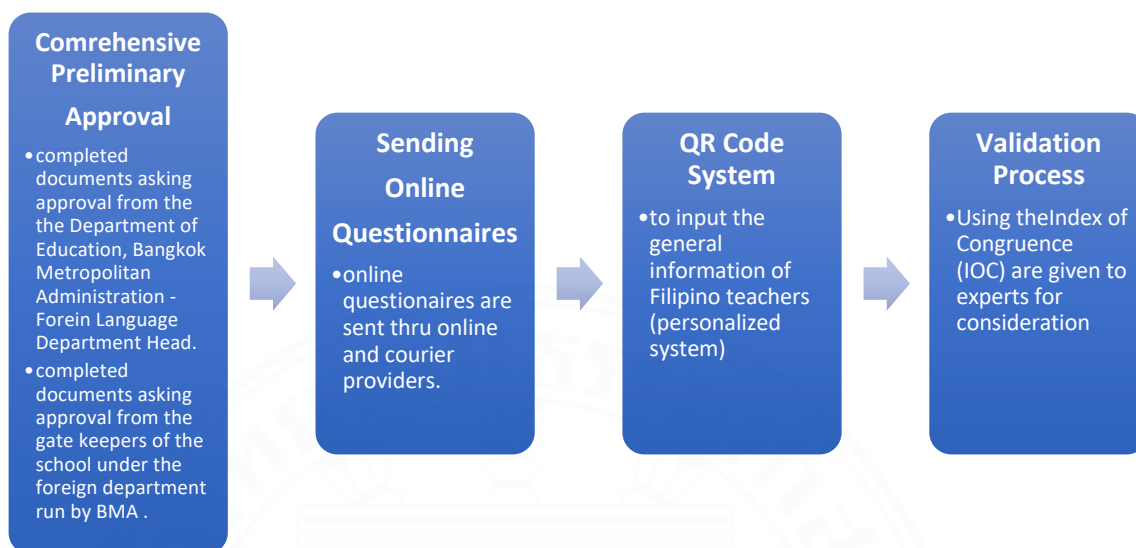 Comrehensive
Preliminary
Approval
•completed
documents asking
approval from the
the Department of
Education, Bangkok
Metropolitan
Administration -
Forein Language
Department Head.
•completed
documents asking
approval from the
gate keepers of the
school under the
foreign department
run by BMA .
Sending
Online
Questionnaires
•online
questionaires are
sent thru online
and courier
providers.
QR Code
System
•to input the
general
information of
Filipino teachers
(personalized
system)
Validation
Process
•Using theIndex of
Congruence
(IOC) are given to
experts for
consideration